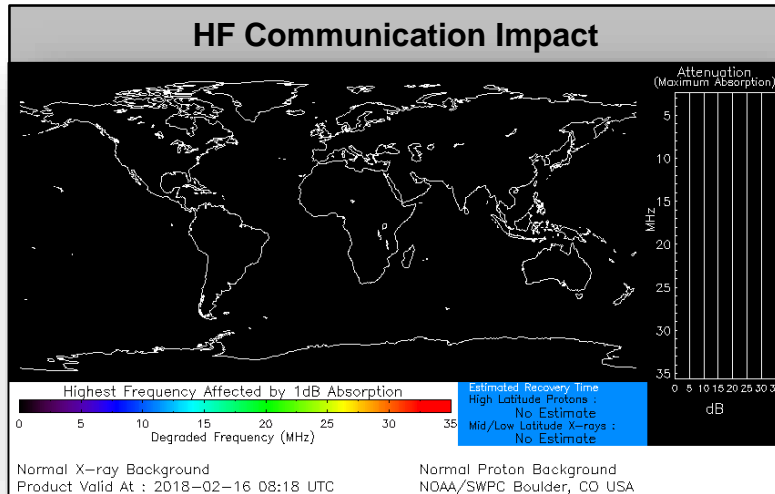 HF Communication Impact
Attenuation
(Maximum Absorption)
5
10
15
20
25
30
35
MHz
0 5 10 15 20 25 30 3
dB
Highest Frequency Affected by 1dB Absorption
0 5 10 15 20 25 30 35
Degraded Frequency (MHz)
Estimated Recovery Time
High Latitude Protons :
No Estimate
Mid/Low Latitude X-rays :
No Estimate
Normal X-ray Background
Product Valid At : 2018-02-16 08:18 UTC
Normal Proton Background
NOAA/SWPC Boulder, CO USA